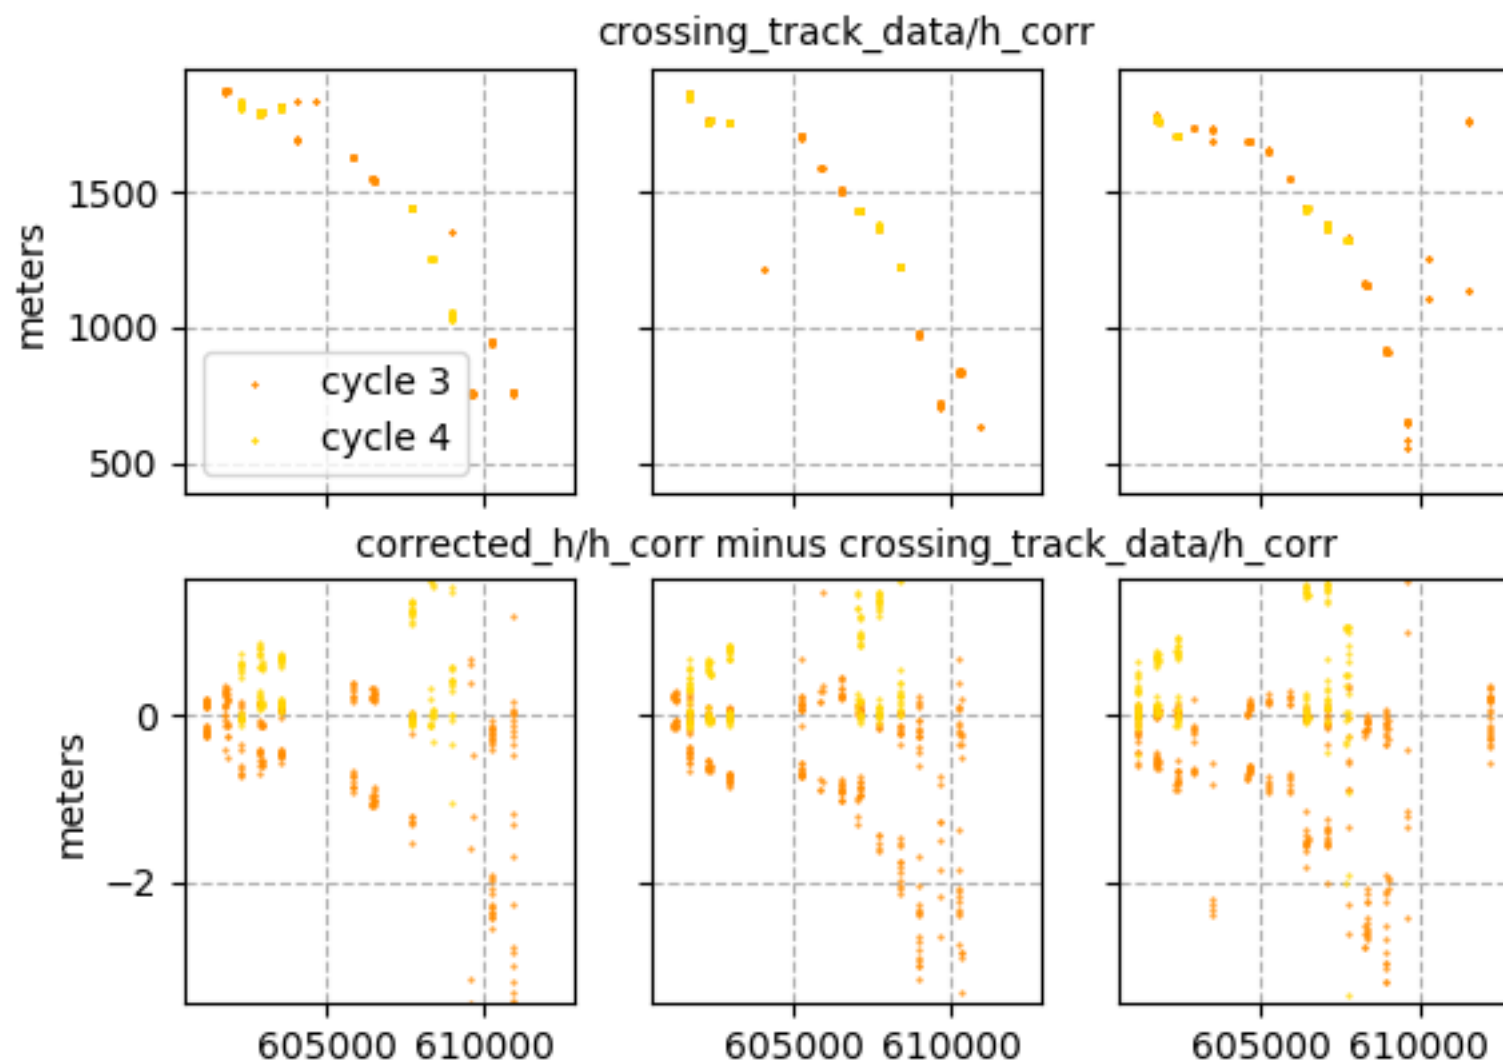 crossing_track_data/h_corr
meters
1500
1000
500
cycle 3
cycle 4
corrected_h/h_corr minus crossing_track_data/h_corr
meters
0
−2
605000 610000 605000 610000 605000 610000